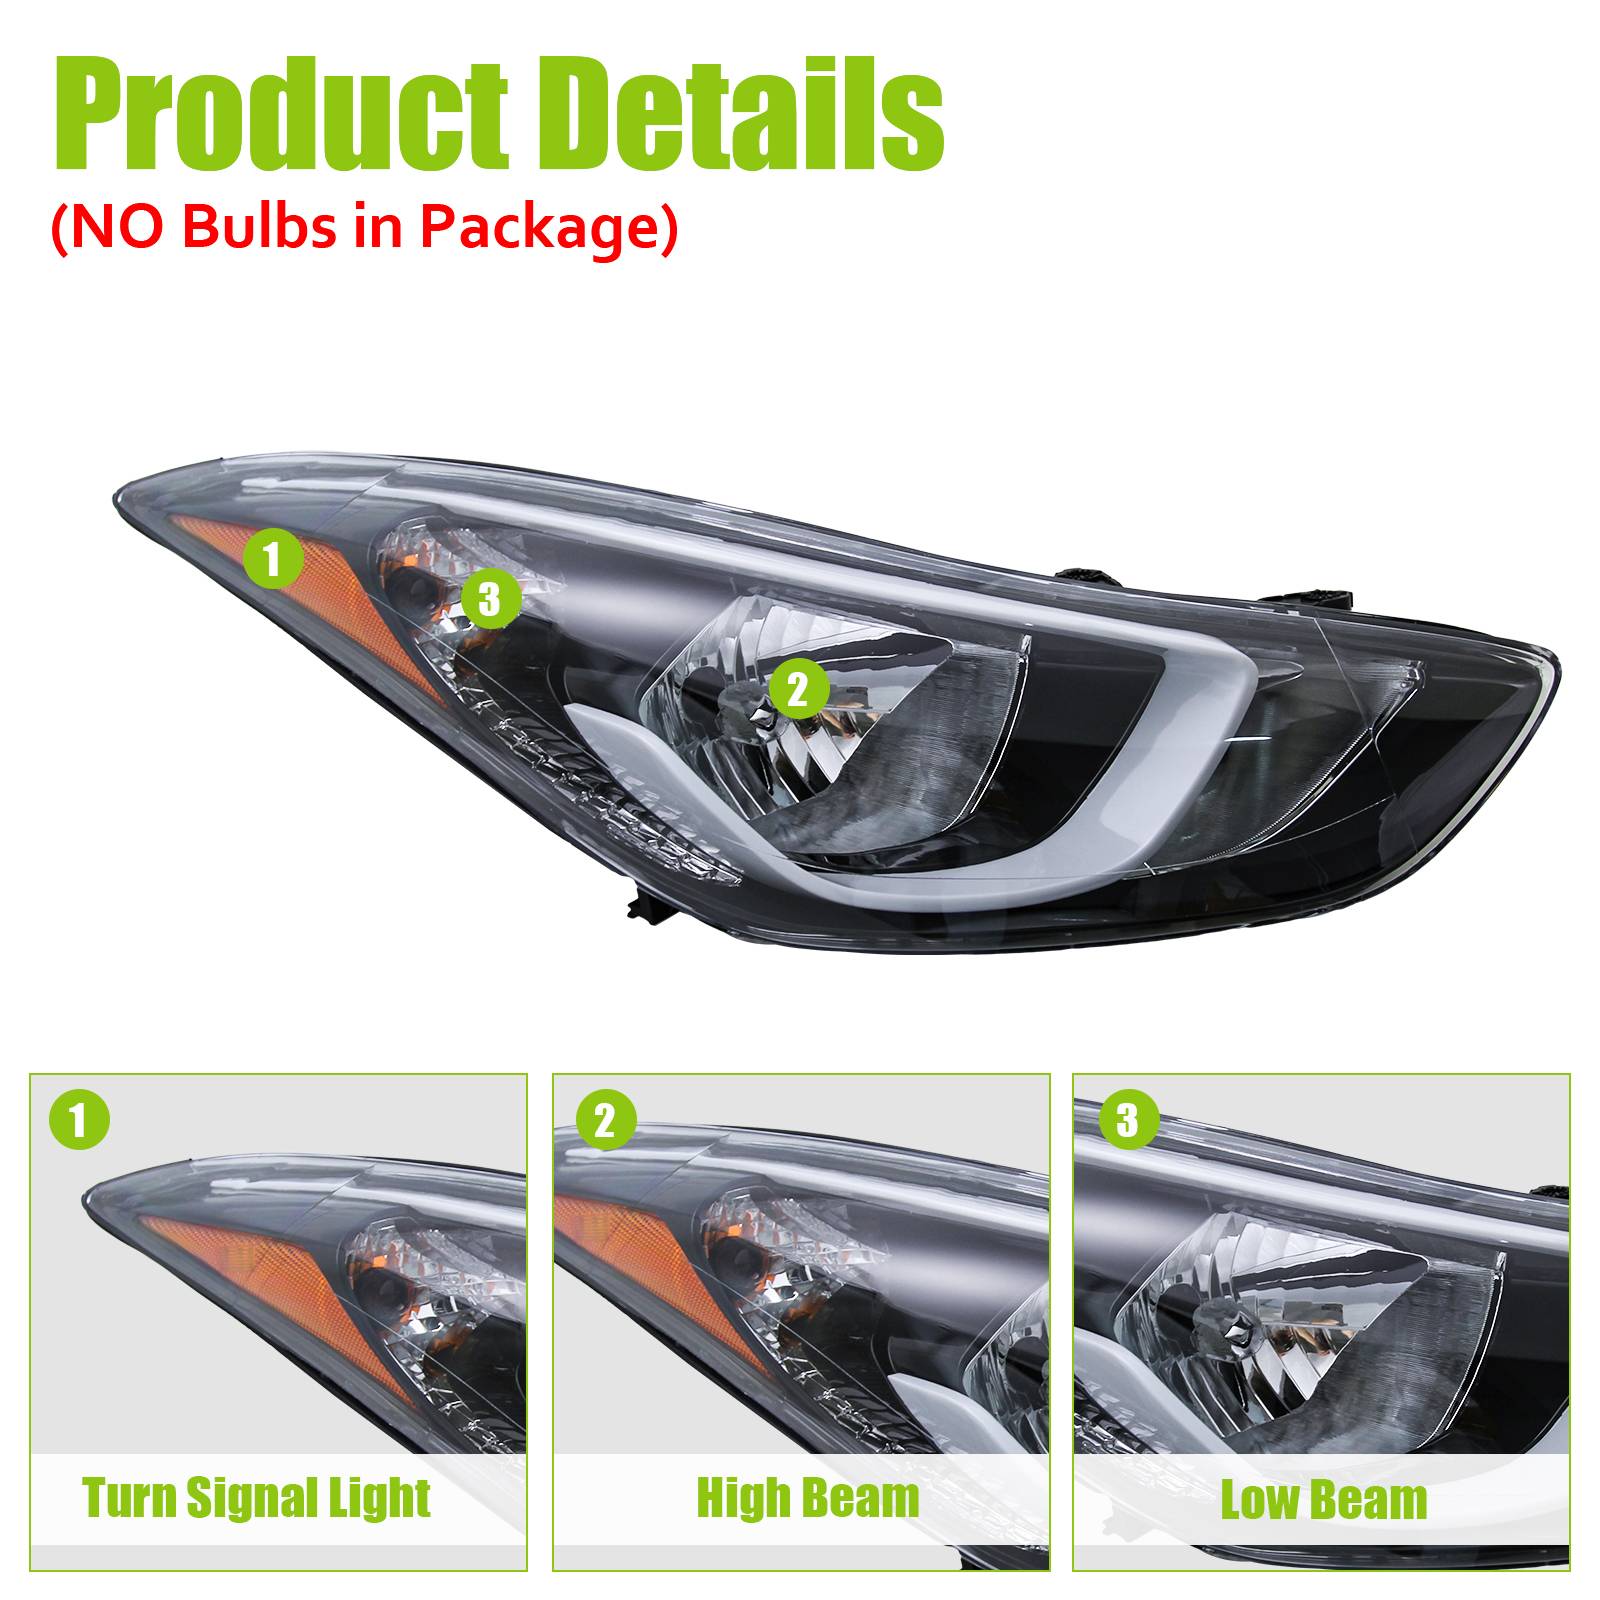 Product Details
(NO Bulbs in Package)
1
3
2
1
2
3
Turn Signal Light
High Beam
Low Beam